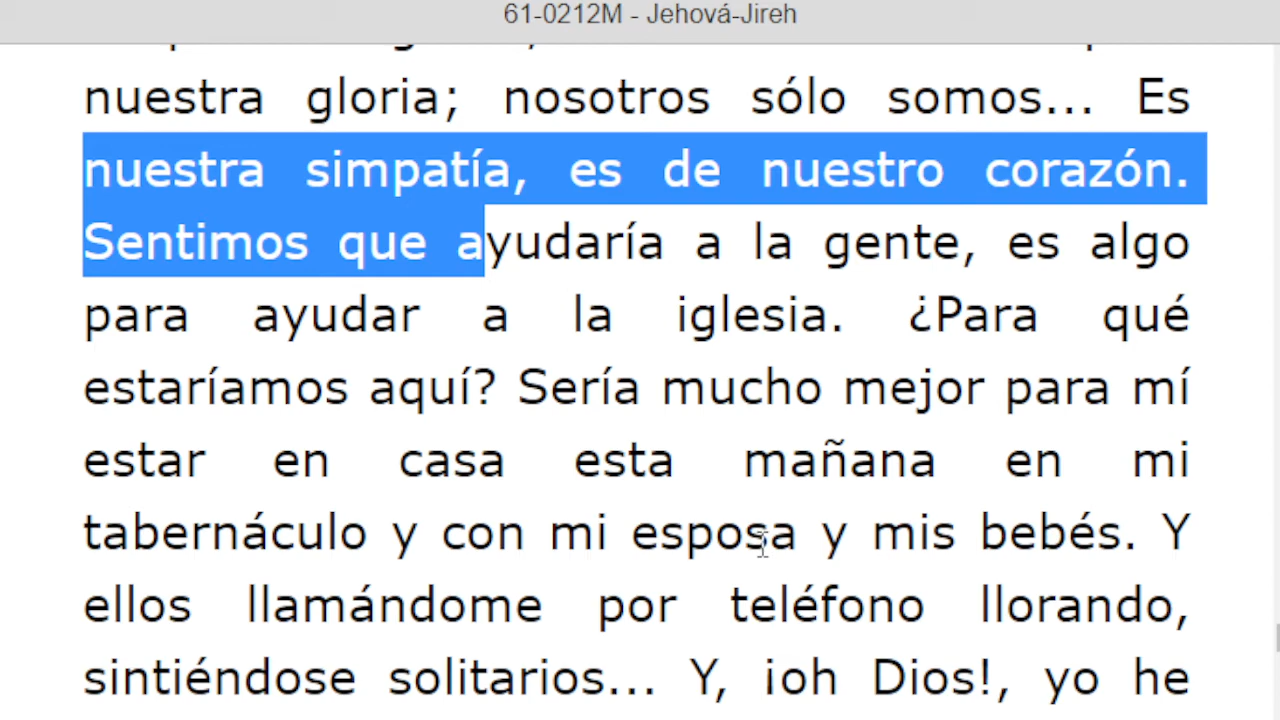 61-0212M - Jehová-Jireh
nuestra gloria; nosotros sólo somos... Es
nuestra simpatía, es de nuestro corazón.
Sentimos que ayudaría a la gente, es algo
para ayudar a la iglesia. ¿Para qué
estaríamos aquí? Sería mucho mejor para mí
estar en casa esta mañana en mi
tabernáculo y con mi esposa y mis bebés. Y
ellos llamándome por teléfono llorando,
sintiéndose solitarios... Y, ¡oh Dios!, yo he